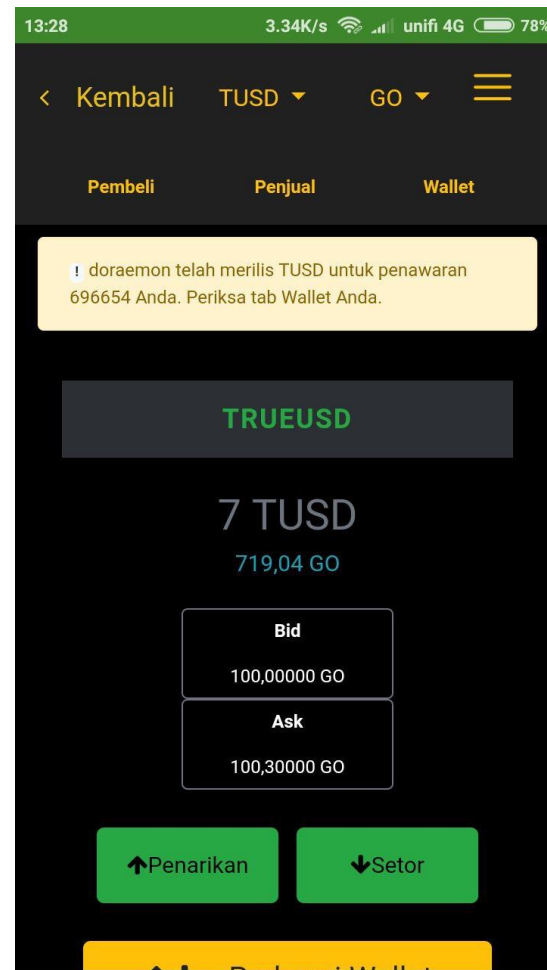 13:28 3.34K/s unifi 4G 78%
< Kembali TUSD GO
Pembeli Penjual Wallet
! doraemon telah merilis TUSD untuk penawaran
696654 Anda. Periksa tab Wallet Anda.
TRUEUSD
7 TUSD
719,04 GO
Bid
100,00000 GO
Ask
100,30000 GO
Penarikan Setor
Wallet